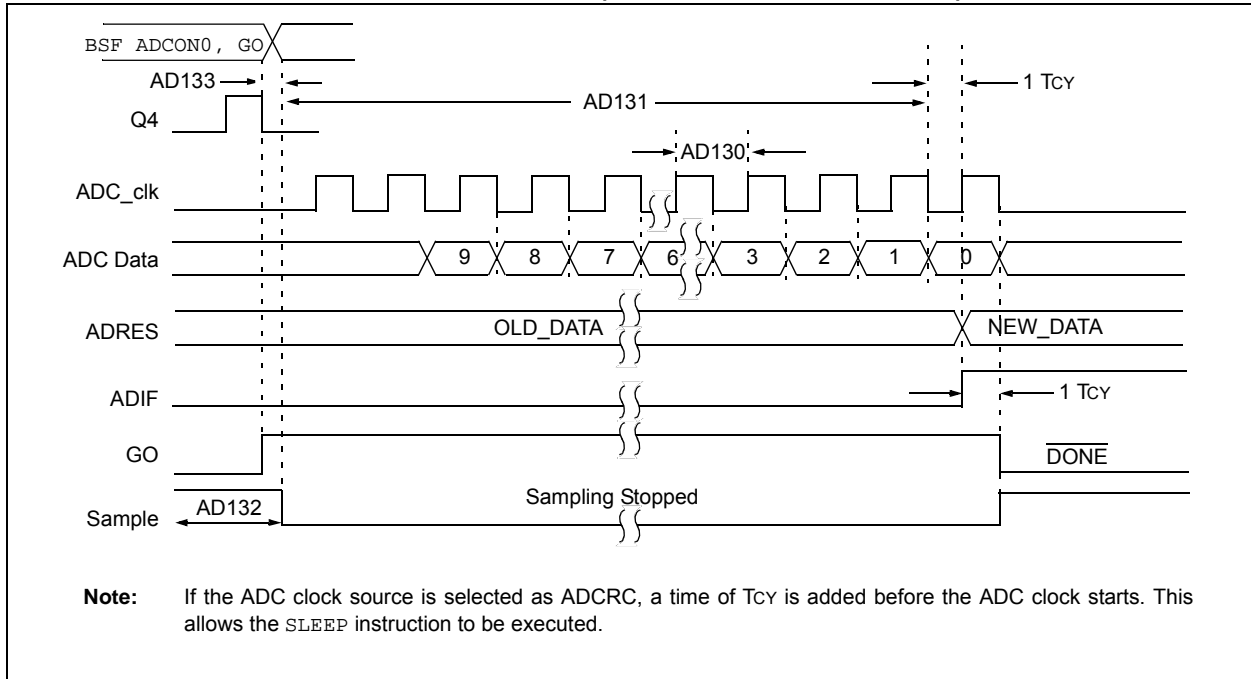 BSF ADCON0, GO
AD133
1 TCY
AD131
Q4
AD130
ADC_clk
ADC Data 9 8 7 6 3 2 1 0
ADRES OLD_DATA NEW_DATA
ADIF 1 TCY
GO DONE
Sample AD132 Sampling Stopped
Note: If the ADC clock source is selected as ADCRC, a time of TCY is added before the ADC clock starts. This
allows the SLEEP instruction to be executed.